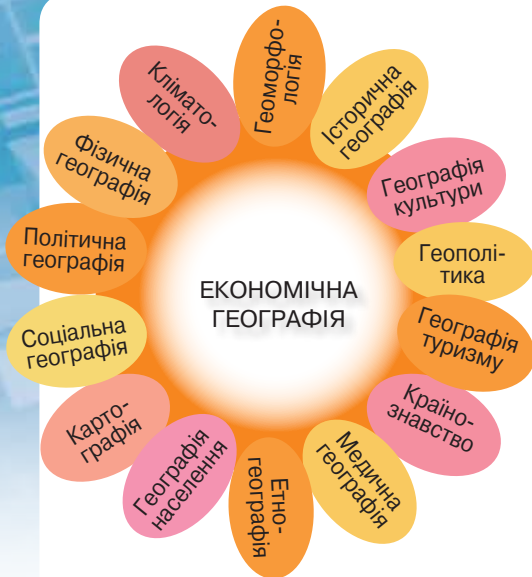 Геоморфо-
логія
Історична
географія
Географія
культури
Геополі-
тика
Географія
туризму
Країно-
знавство
Медична
географія
Етно-
географія
Географія
населення
Карто-
графія
Соціальна
географія
Політична
географія
Фізична
географія
Клімато-
логія
ЕКОНОМІЧНА
ГЕОГРАФІЯ